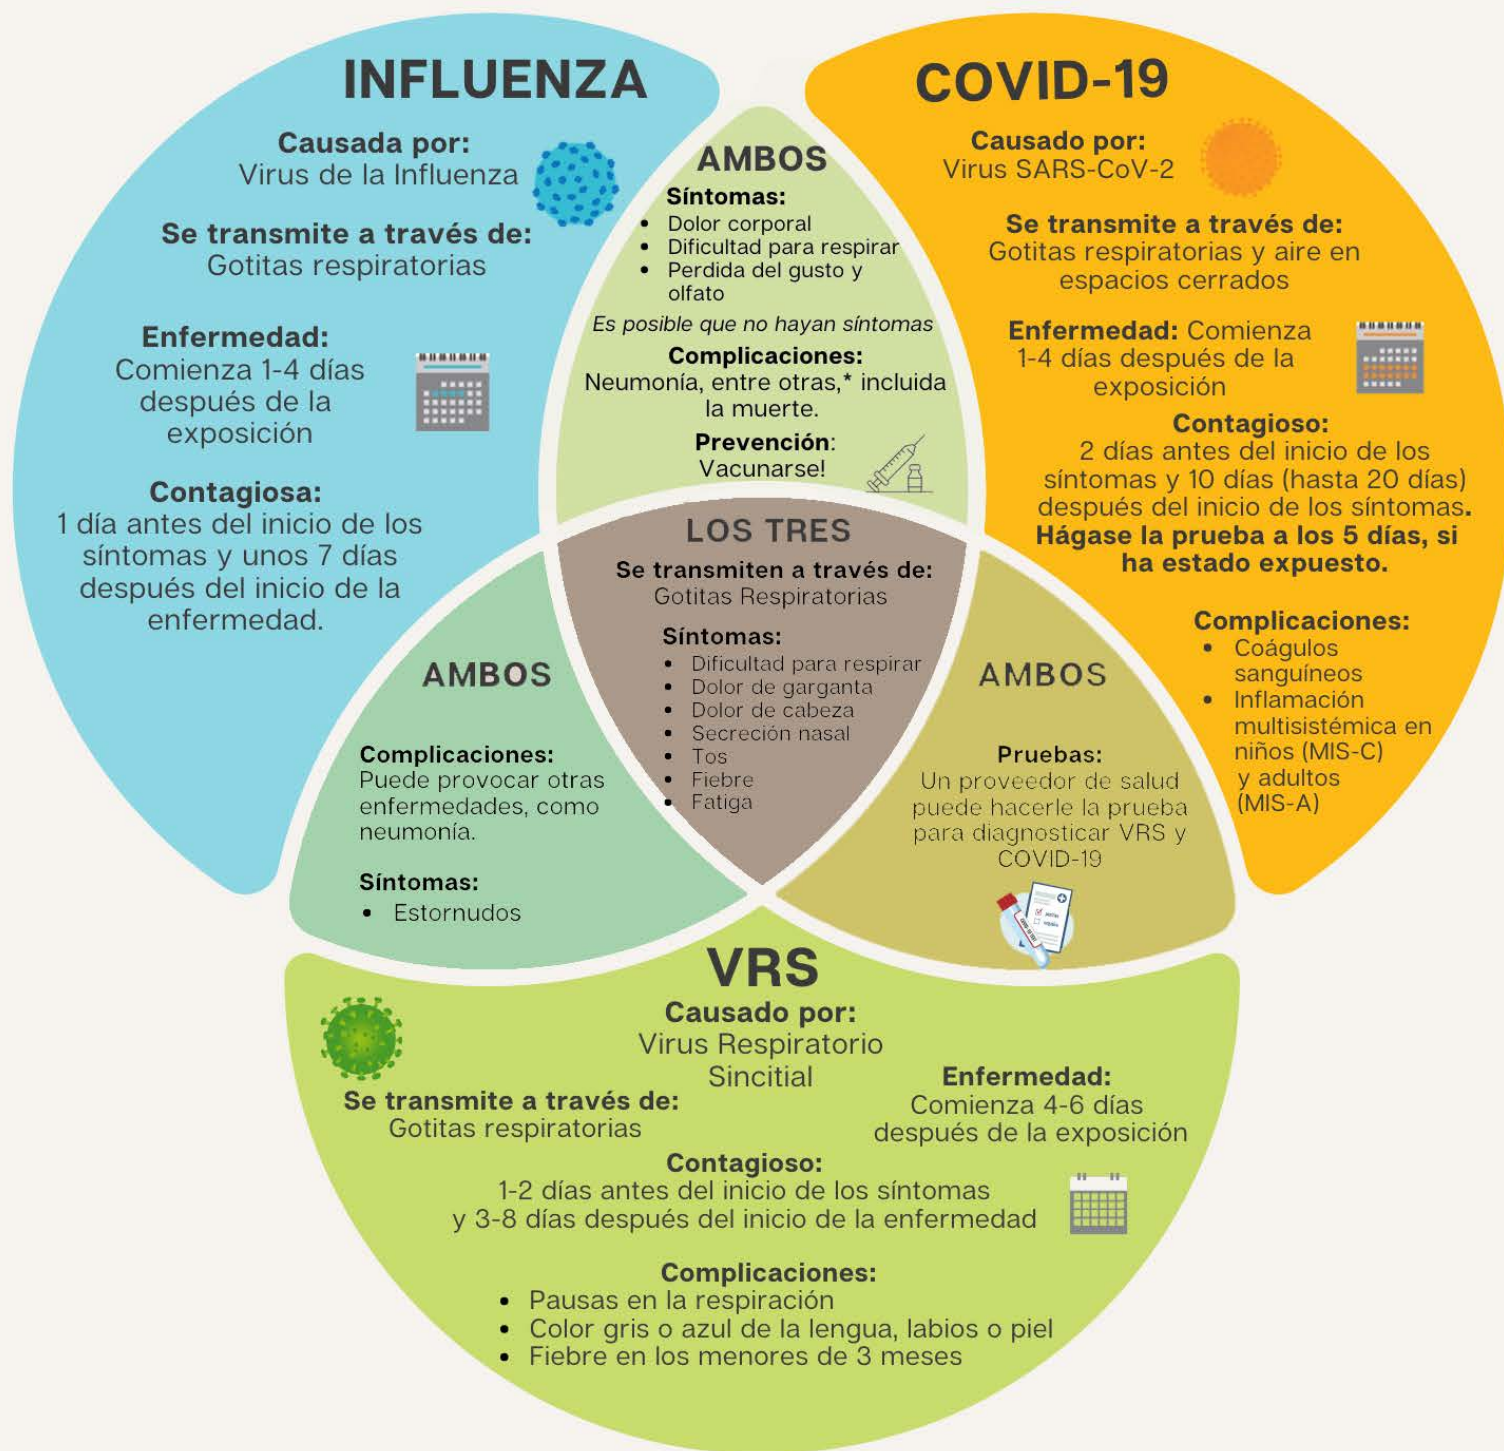 INFLUENZA
Causada por:
Virus de la Influenza
Se transmite a través de:
Gotitas respiratorias
Enfermedad:
Comienza 1-4 días
después de la
exposición
Contagiosa:
1 día antes del inicio de los
síntomas y unos 7 días
después del inicio de la
enfermedad.
AMBOS
Síntomas:
• Dolor corporal
• Dificultad para respirar
• Perdida del gusto y
olfato
Es posible que no hayan síntomas
Complicaciones:
Neumonía, entre otras,* incluida
la muerte.
Prevención:
Vacunarse!
COVID-19
Causado por:
Virus SARS-CoV-2
Se transmite a través de:
Gotitas respiratorias y aire en
espacios cerrados
Enfermedad: Comienza
1-4 días después de la
exposición
Contagioso:
2 días antes del inicio de los
síntomas y 10 días (hasta 20 días)
después del inicio de los síntomas.
Hágase la prueba a los 5 días, si
ha estado expuesto.
Complicaciones:
• Coágulos
sanguíneos
• Inflamación
multisistémica en
niños (MIS-C)
y adultos
(MIS-A)
LOS TRES
Se transmiten a través de:
Gotitas Respiratorias
Síntomas:
• Dificultad para respirar
• Dolor de garganta
• Dolor de cabeza
• Secreción nasal
• Tos
• Fiebre
• Fatiga
AMBOS
Complicaciones:
Puede provocar otras
enfermedades, como
neumonía.
Síntomas:
• Estornudos
AMBOS
Pruebas:
Un proveedor de salud
puede hacerle la prueba
para diagnosticar VRS y
COVID-19
VRS
Causado por:
Virus Respiratorio
Sincitial
Se transmite a través de:
Gotitas respiratorias
Enfermedad:
Comienza 4-6 días
después de la exposición
Contagioso:
1-2 días antes del inicio de los síntomas
y 3-8 días después del inicio de la enfermedad
Complicaciones:
• Pausas en la respiración
• Color gris o azul de la lengua, labios o piel
• Fiebre en los menores de 3 meses